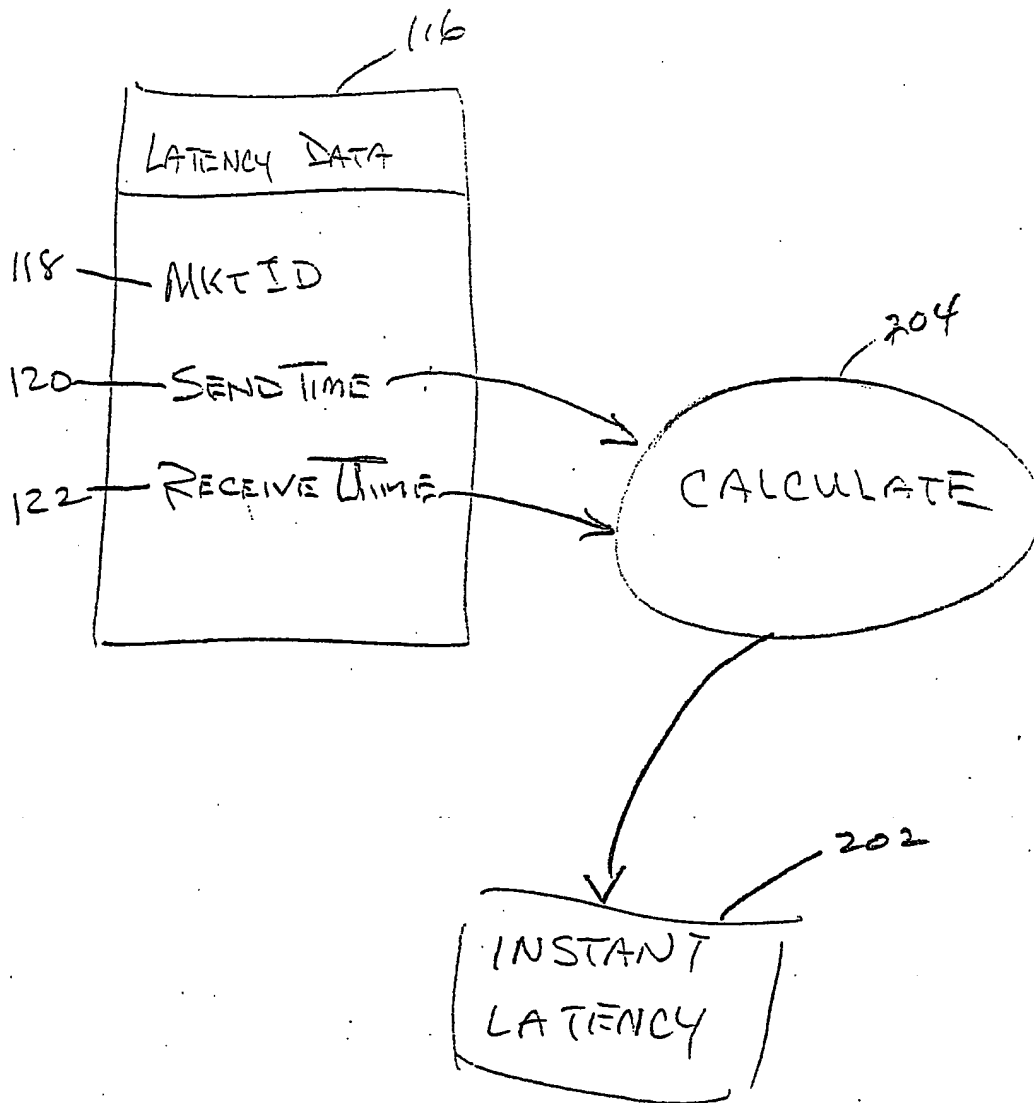 116
LATENCY DATA
118 MKT ID
204
120 SEND TIME
CALCULATE
122 RECEIVE TIME
202
INSTANT
LATENCY